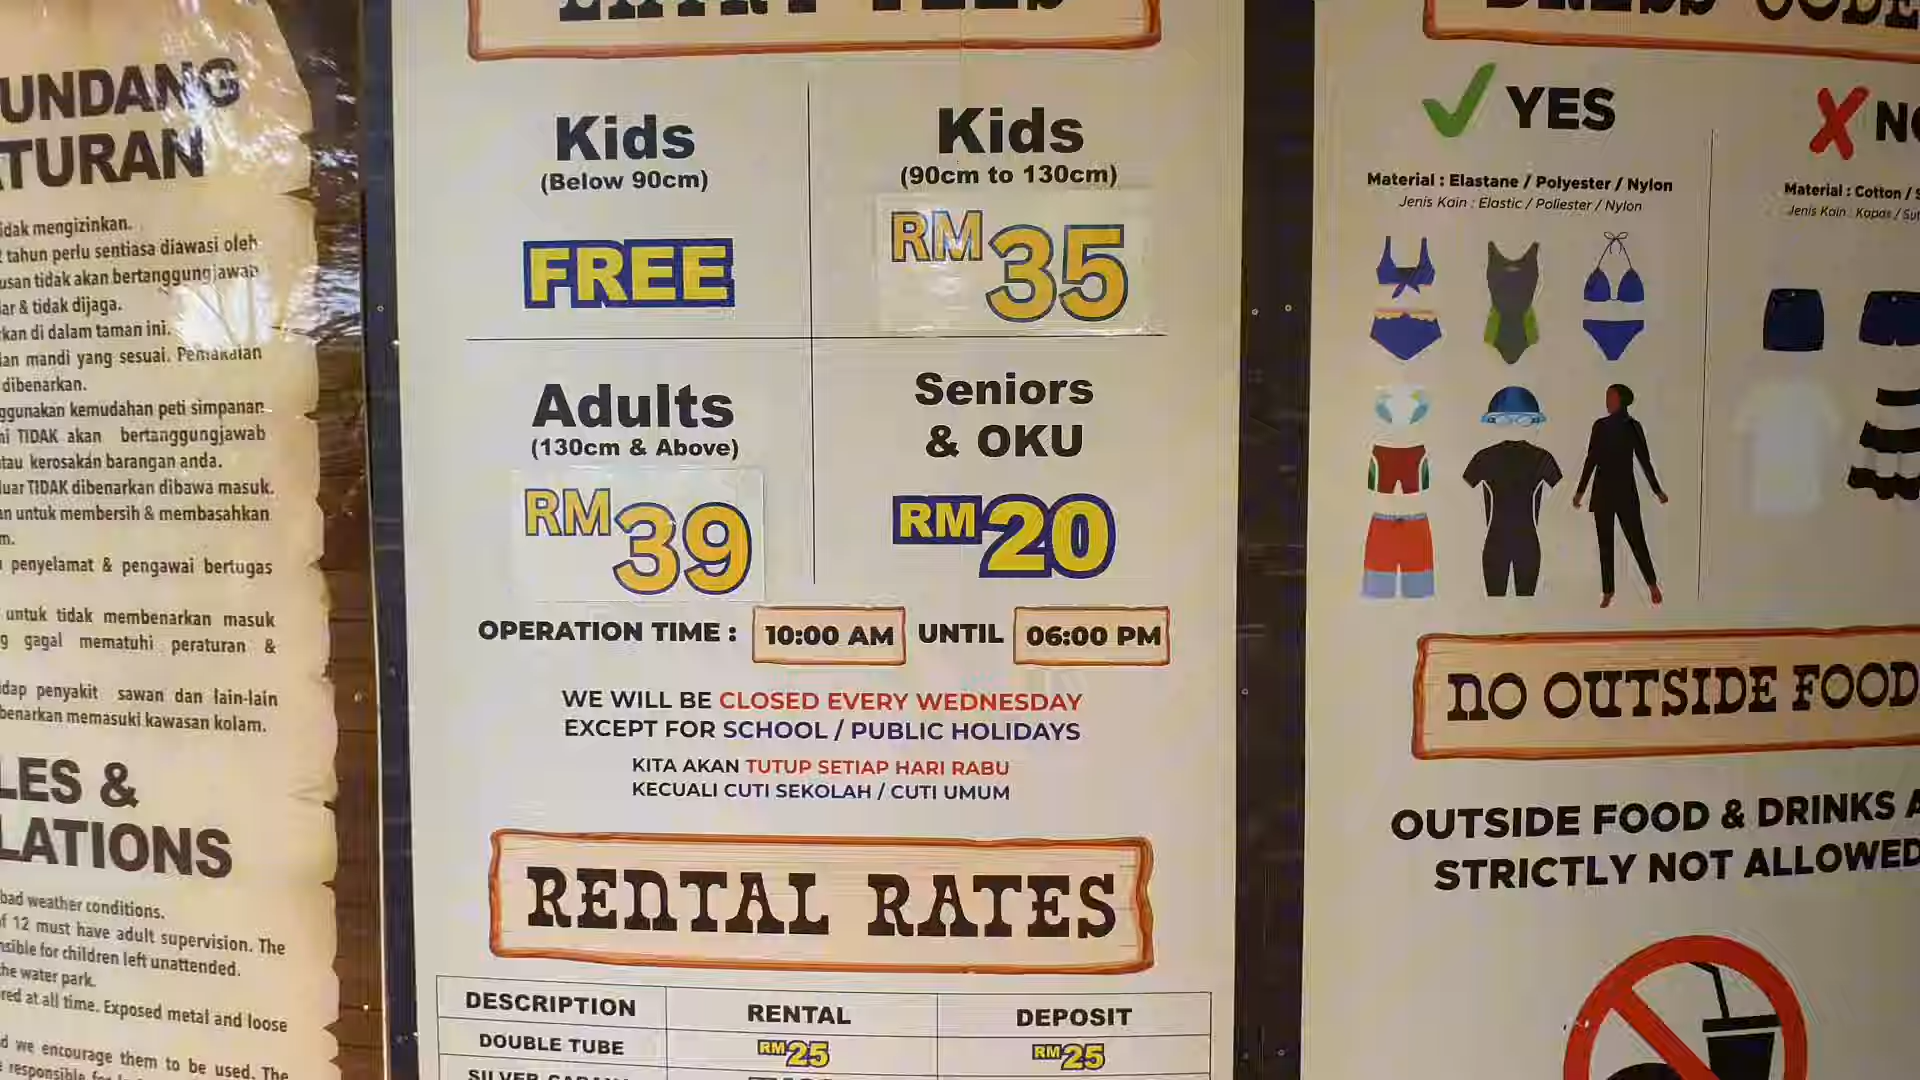 UNDANG
TURAN
idak mengizinkan.
tahun perlu sentiasa diawasi oleh
usan tidak akan bertanggungjawab
ar & tidak dijaga.
kan di dalam taman ini.
an mandi yang sesuai. Pemakaian
dibenarkan.
ggunakan kemudahan peti simpanan
ni TIDAK akan bertanggungjawab
tau kerosakan barangan anda.
luar TIDAK dibenarkan dibawa masuk.
an untuk membersih & membasahkan
m.
penyelamat & pengawai bertugas
untuk tidak membenarkan masuk
g gagal mematuhi peraturan &
dap penyakit sawan dan lain-lain
benarkan memasuki kawasan kolam.
LES &
LATIONS
bad weather conditions.
f 12 must have adult supervision. The
nsible for children left unattended.
he water park.
red at all time. Exposed metal and loose
d we encourage them to be used. The
responsible
ENTRY FEES
Kids
(Below 90cm)
FREE
Kids
(90cm to 130cm)
RM35
Adults
(130cm & Above)
RM39
Seniors
& OKU
RM20
OPERATION TIME : 10:00 AM UNTIL 06:00 PM
WE WILL BE CLOSED EVERY WEDNESDAY
EXCEPT FOR SCHOOL / PUBLIC HOLIDAYS
KITA AKAN TUTUP SETIAP HARI RABU
KECUALI CUTI SEKOLAH / CUTI UMUM
RENTAL RATES
DESCRIPTION RENTAL DEPOSIT
DOUBLE TUBE RM25 RM25
DRESS CODE
YES
Material : Elastane / Polyester / Nylon
Jenis Kain : Elastic / Poliester / Nylon
NO
Material : Cotton /
Jenis Kain : Kapas /
NO OUTSIDE FOOD
OUTSIDE FOOD & DRINKS
STRICTLY NOT ALLOWED